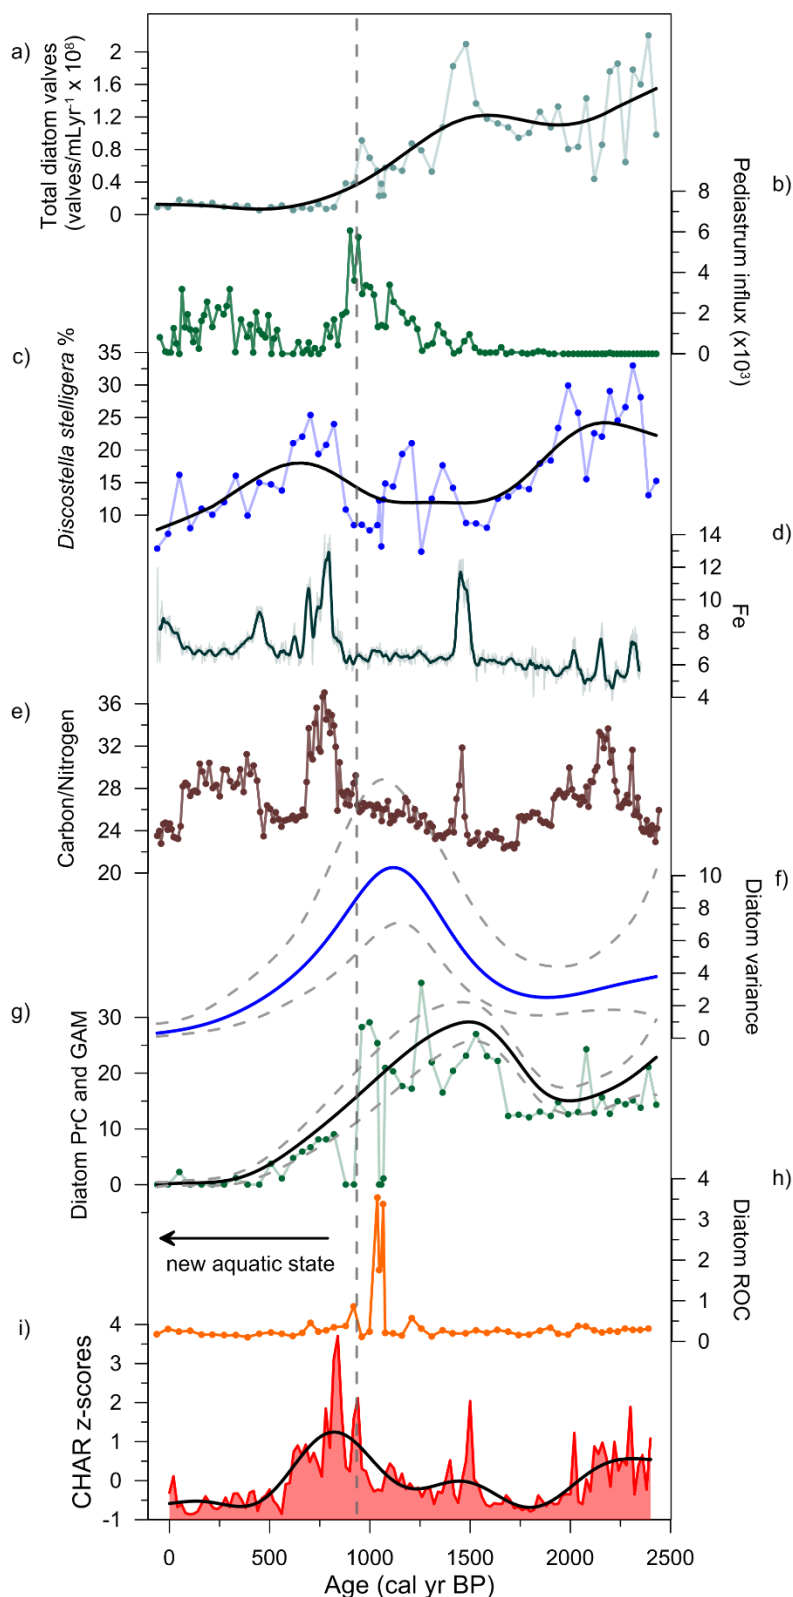 a)
Total diatom valves
(valves/mLyr⁻¹ x 10⁸)
2
1.6
1.2
0.8
0.4
0
b)
Pediastrum influx (x10³)
8
6
4
2
0
c)
Discostella stelligera %
35
30
25
20
15
10
d)
Fe
14
12
10
8
6
4
e)
Carbon/Nitrogen
36
32
28
24
20
f)
Diatom variance
10
8
6
4
2
0
g)
Diatom PrC and GAM
30
20
10
0
h)
Diatom ROC
4
3
2
1
0
new aquatic state
i)
CHAR z-scores
4
3
2
1
0
-1
0 500 1000 1500 2000 2500
Age (cal yr BP)